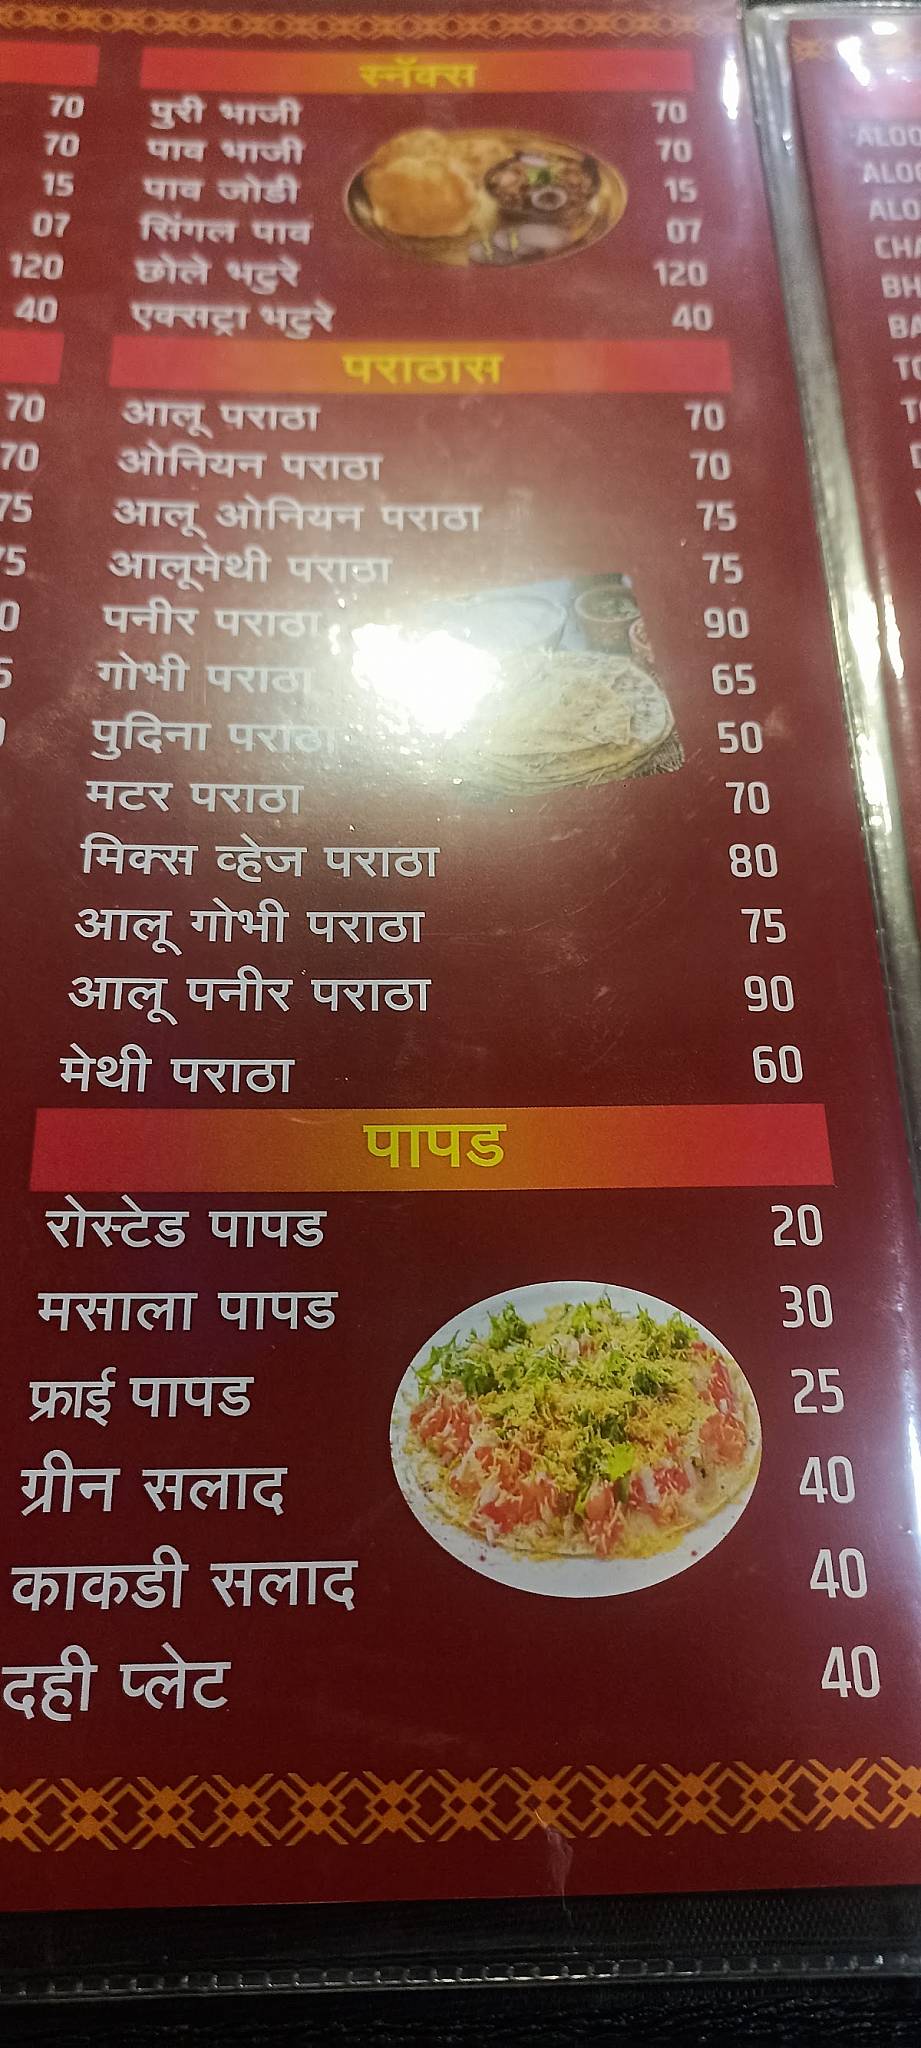 स्नॅक्स
70 पुरी भाजी 70
70 पाव भाजी 70
15 पाव जोडी 15
07 सिंगल पाव 07
120 छोले भटुरे 120
40 एक्सट्रा भटुरे 40
पराठास
70 आलू पराठा 70
70 ओनियन पराठा 70
75 आलू ओनियन पराठा 75
आलूमेथी पराठा 75
पनीर पराठा 90
गोभी पराठा 65
पुदिना पराठा 50
मटर पराठा 70
मिक्स व्हेज पराठा 80
आलू गोभी पराठा 75
आलू पनीर पराठा 90
मेथी पराठा 60
पापड
रोस्टेड पापड 20
मसाला पापड 30
फ्राई पापड 25
ग्रीन सलाद 40
काकडी सलाद 40
दही प्लेट 40